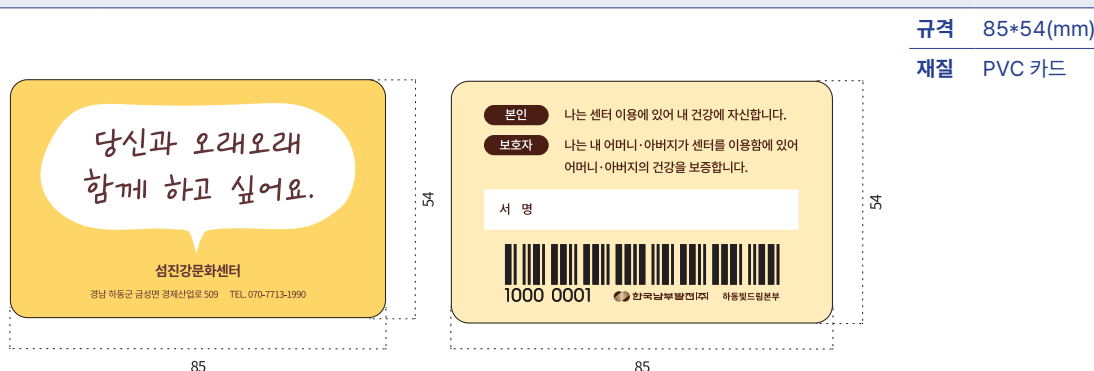 규격 85*54(mm)
재질 PVC 카드
당신과 오래오래
함께 하고 싶어요.
섬진강문화센터
경남 하동군 금성면 경제산업로 509 TEL. 070-7713-1990
54
85
본인 나는 센터 이용에 있어 내 건강에 자신합니다.
보호자 나는 내 어머니·아버지가 센터를 이용함에 있어
어머니·아버지의 건강을 보증합니다.
서 명
1000 0001 한국남부발전(주) 하동빛드림본부
54
85